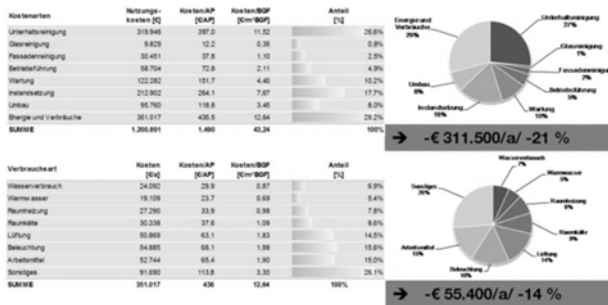 Kostenarten Nutzungs-kosten [€] Kosten/AP [€/AP] Kosten/BGF [€/m²BGF] Anteil [%]
Unterhaltsreinigung 319.946 397,0 11,52 26,6%
Glasreinigung 9.829 12,2 0,35 0,8%
Fassadenreinigung 30.451 37,8 1,10 2,5%
Betriebsführung 58.704 72,8 2,11 4,9%
Wartung 122.282 151,7 4,40 10,2%
Instandsetzung 212.902 264,1 7,67 17,7%
Umbau 95.760 118,8 3,45 8,0%
Energie und Verbräuche 351.017 435,5 12,64 29,2%
SUMME 1.200.891 1.490 43,24 100%
Energie und Verbräuche 29%
Unterhaltsreinigung 27%
Glasreinigung 1%
Fassadenreinigung
Betriebsführung 5%
Wartung 10%
Instandsetzung 18%
Umbau 8%
➔ -€ 311.500/a/ -21 %
Verbrauchsart Kosten [€a] Kosten/AP [€/AP] Kosten/BGF [€/m²BGF] Anteil [%]
Wasserverbrauch 24.092 29,9 0,87 6,9%
Warmwasser 19.109 23,7 0,69 5,4%
Raumheizung 27.290 33,9 0,98 7,8%
Raumkälte 30.338 37,6 1,09 8,6%
Lüftung 50.869 63,1 1,83 14,5%
Beleuchtung 54.885 68,1 1,98 15,6%
Arbeitsmittel 52.744 65,4 1,90 15,0%
Sonstiges 91.690 113,8 3,30 26,1%
SUMME 351.017 436 12,64 100%
Wasserverbrauch 7%
Warmwasser 5%
Raumheizung 8%
Raumkälte 9%
Lüftung 14%
Beleuchtung 16%
Arbeitsmittel 15%
Sonstiges 26%
➔ -€ 55.400/a/ -14 %